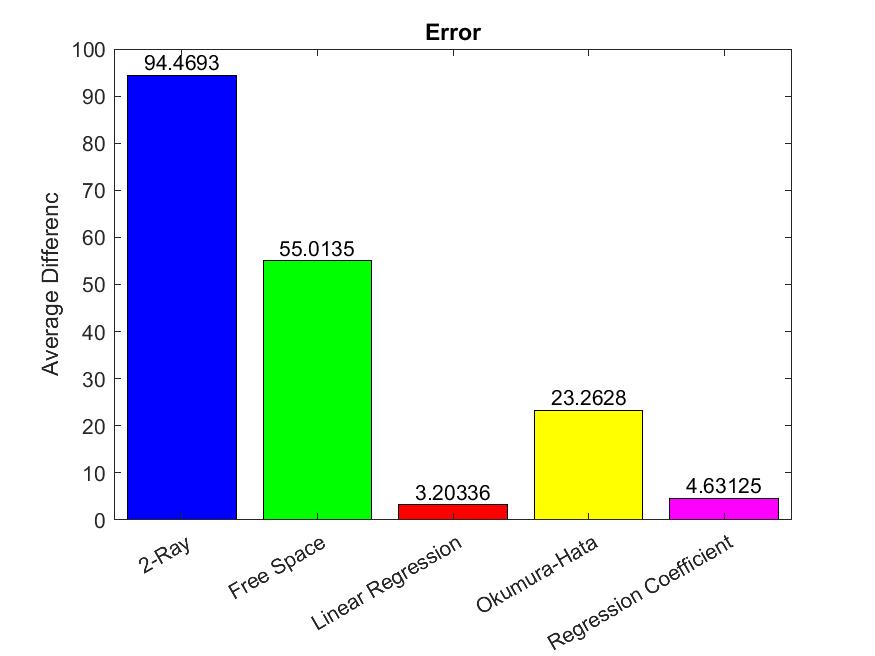 Error
Average Differenc
100
90
80
70
60
50
40
30
20
10
0
94.4693
55.0135
3.20336
23.2628
4.63125
2-Ray
Free Space
Linear Regression
Okumura-Hata
Regression Coefficient